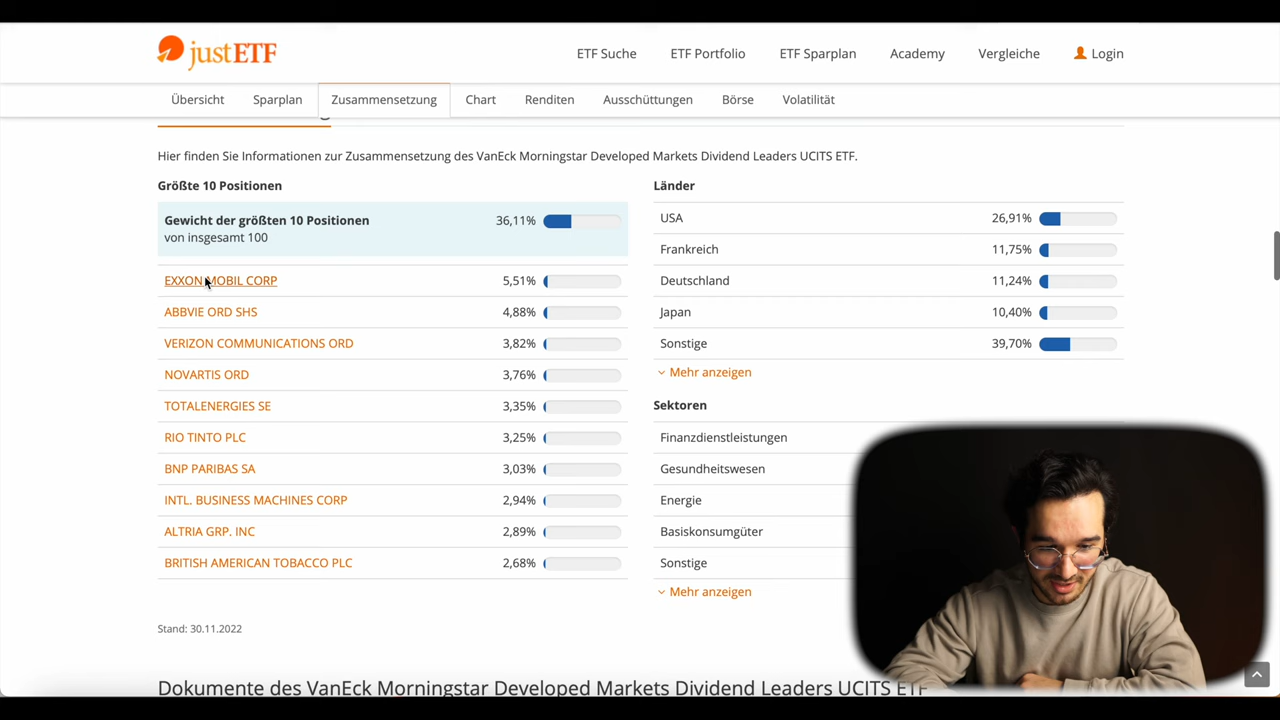 justETF
ETF Suche
ETF Portfolio
ETF Sparplan
Academy
Vergleiche
Login
Übersicht
Sparplan
Zusammensetzung
Chart
Renditen
Ausschüttungen
Börse
Volatilität
Hier finden Sie Informationen zur Zusammensetzung des VanEck Morningstar Developed Markets Dividend Leaders UCITS ETF.
Größte 10 Positionen
Gewicht der größten 10 Positionen 36,11%
von insgesamt 100
EXXON MOBIL CORP 5,51%
ABBVIE ORD SHS 4,88%
VERIZON COMMUNICATIONS ORD 3,82%
NOVARTIS ORD 3,76%
TOTALENERGIES SE 3,35%
RIO TINTO PLC 3,25%
BNP PARIBAS SA 3,03%
INTL. BUSINESS MACHINES CORP 2,94%
ALTRIA GRP. INC 2,89%
BRITISH AMERICAN TOBACCO PLC 2,68%
Stand: 30.11.2022
Länder
USA 26,91%
Frankreich 11,75%
Deutschland 11,24%
Japan 10,40%
Sonstige 39,70%
Mehr anzeigen
Sektoren
Finanzdienstleistungen
Gesundheitswesen
Energie
Basiskonsumgüter
Sonstige
Mehr anzeigen
Dokumente des VanEck Morningstar Developed Markets Dividend Leaders UCITS ETF